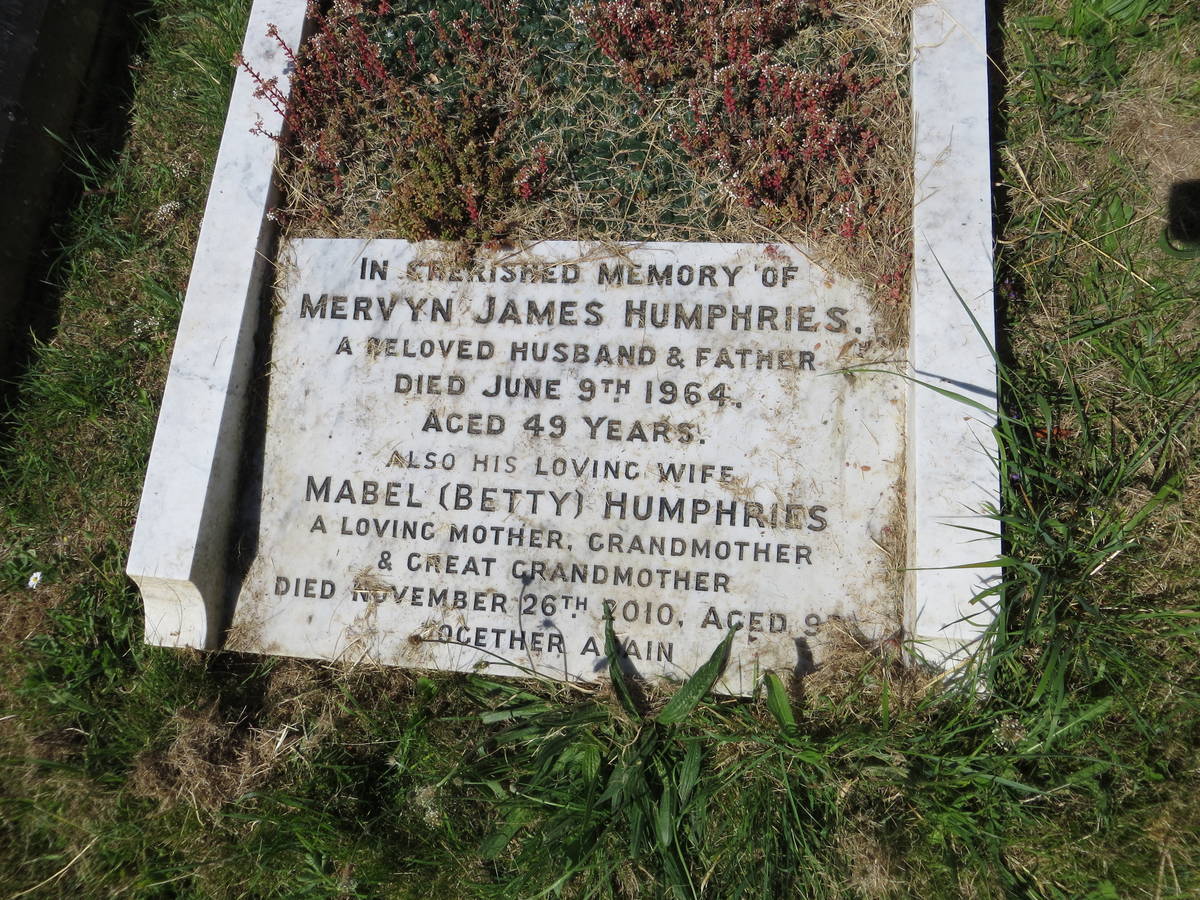 IN CHERISHED MEMORY OF
MERVYN JAMES HUMPHRIES.
A BELOVED HUSBAND & FATHER
DIED JUNE 9TH 1964.
AGED 49 YEARS.
ALSO HIS LOVING WIFE
MABEL (BETTY) HUMPHRIES
A LOVING MOTHER, GRANDMOTHER
& GREAT GRANDMOTHER
DIED NOVEMBER 26TH 2010, AGED
TOGETHER AGAIN